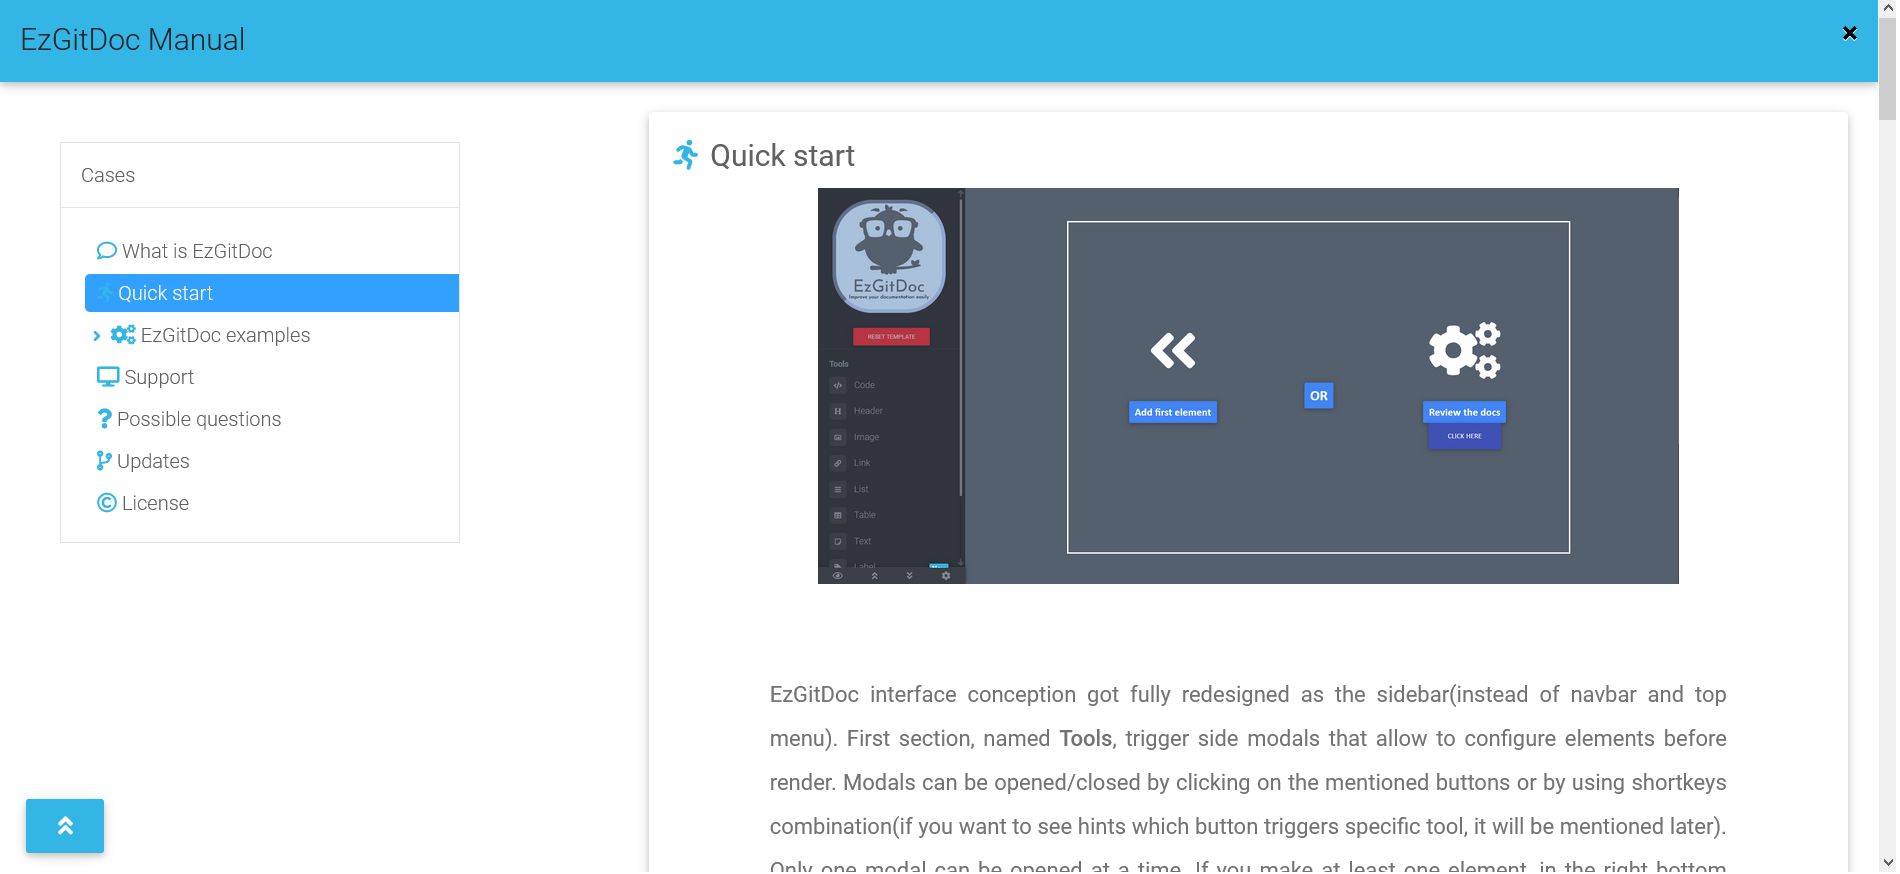 EzGitDoc Manual
Cases
What is EzGitDoc
Quick start
EzGitDoc examples
Support
Possible questions
Updates
License
Quick start
EzGitDoc
Improve your documentation easily
RESET TEMPLATE
Tools
Code
Header
Image
Link
List
Table
Text
Label
Add first element
OR
Review the docs
CLICK HERE
EzGitDoc interface conception got fully redesigned as the sidebar(instead of navbar and top
menu). First section, named Tools, trigger side modals that allow to configure elements before
render. Modals can be opened/closed by clicking on the mentioned buttons or by using shortkeys
combination(if you want to see hints which button triggers specific tool, it will be mentioned later).
Only one modal can be opened at a time. If you make at least one element, in the right bottom